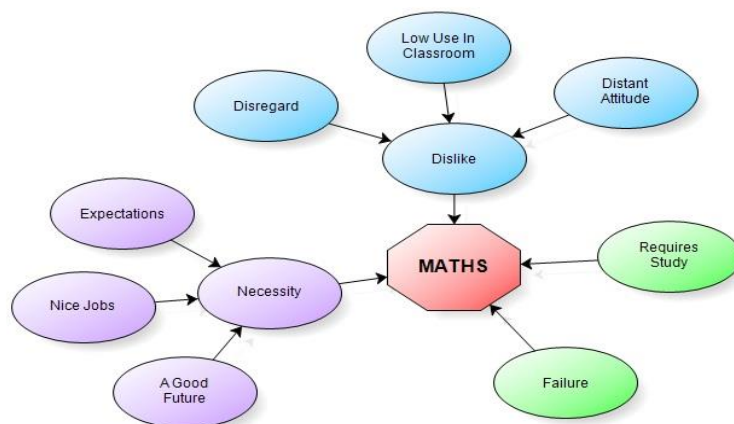 Low Use In
Classroom
Disregard
Distant
Attitude
Dislike
Expectations
MATHS
Requires
Study
Nice Jobs
Necessity
A Good
Future
Failure